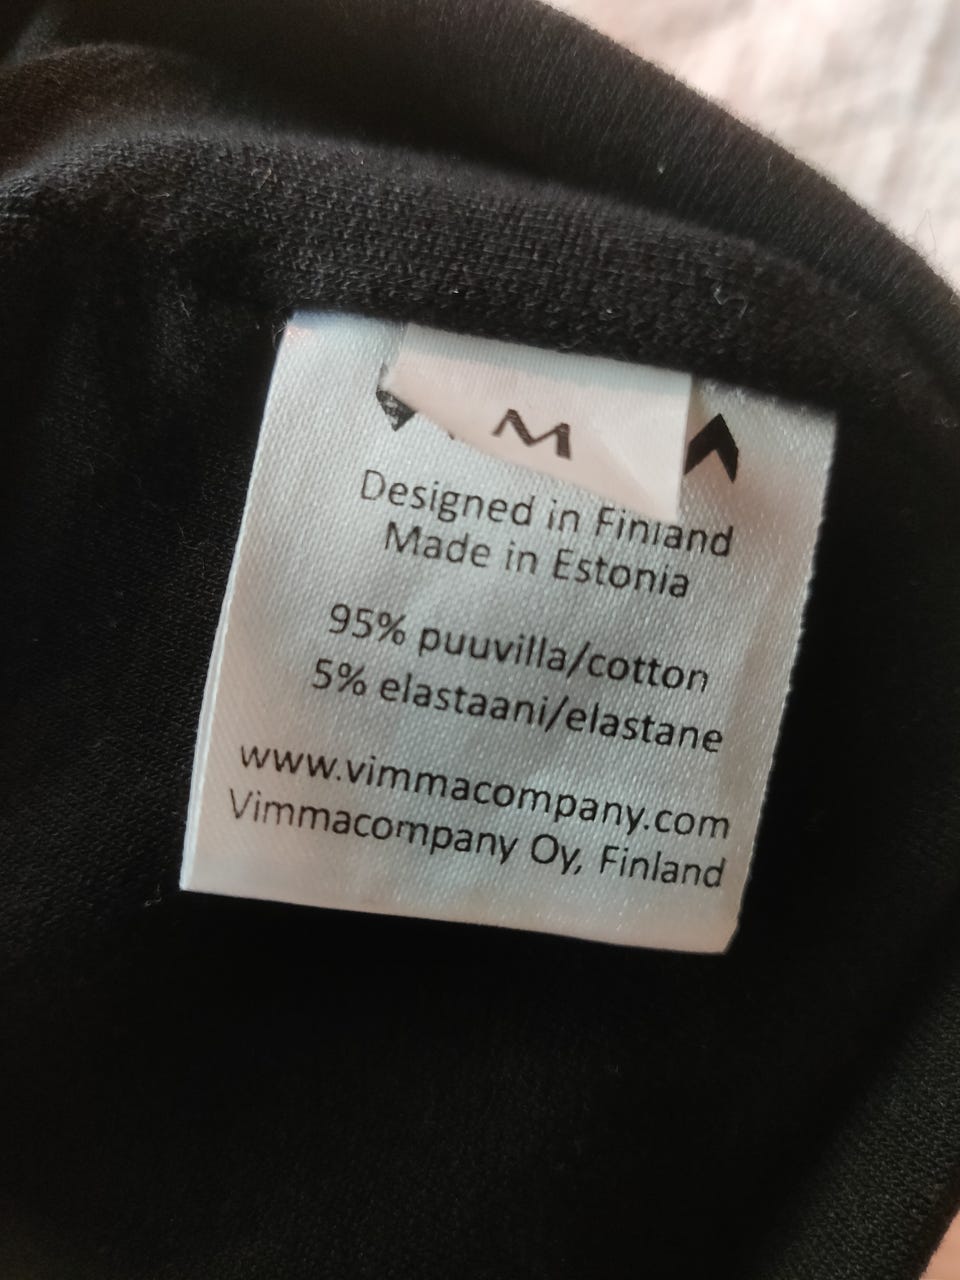 M
Designed in Finland
Made in Estonia
95% puuvilla/cotton
5% elastaani/elastane
www.vimmacompany.com
Vimmacompany Oy, Finland